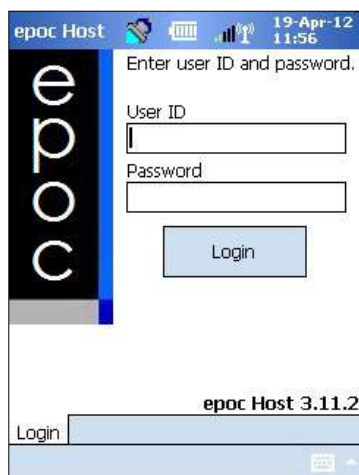 epoc Host
19-Apr-12
11:56
epoc
Enter user ID and password.
User ID
Password
Login
epoc Host 3.11.2
Login